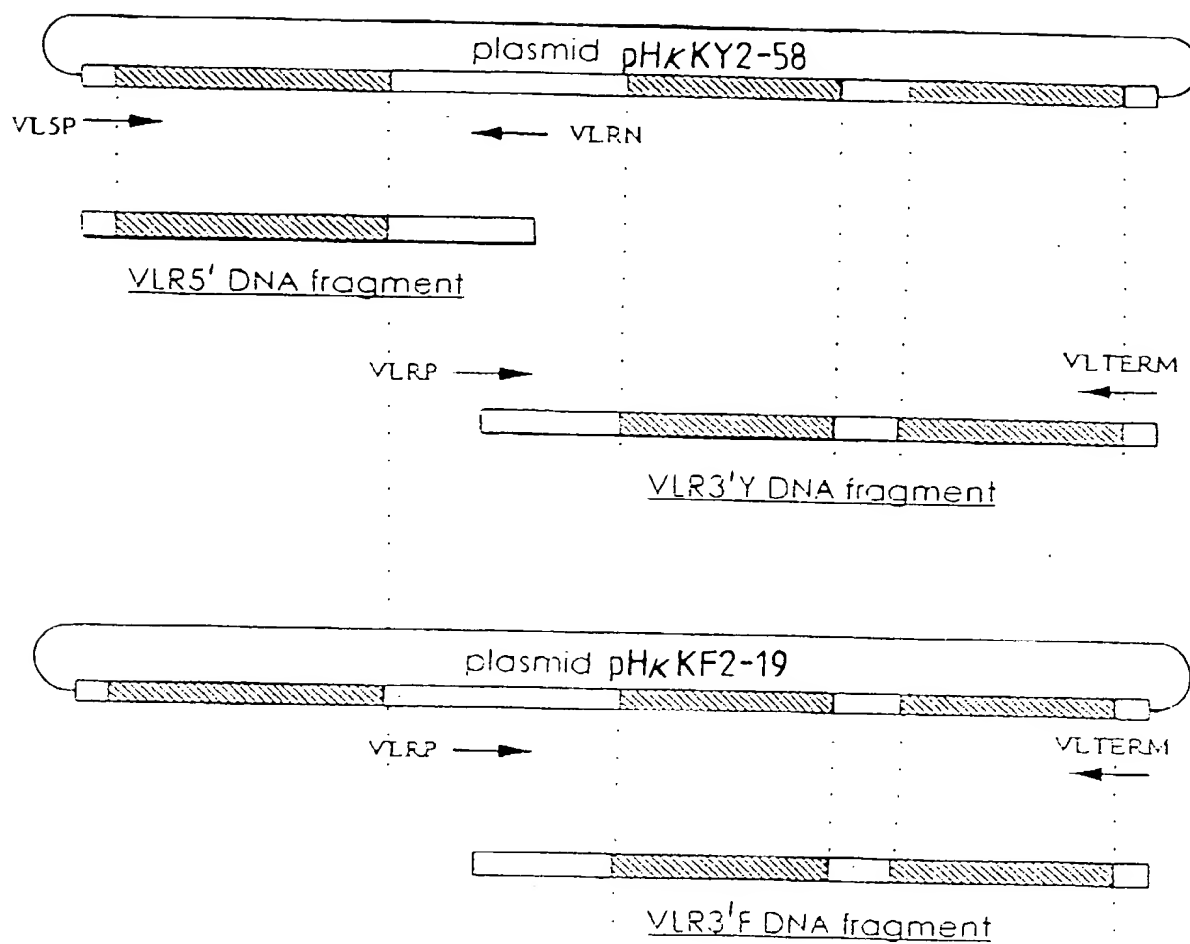 plasmid pHκKY2-58
VLSP
VLRN
VLR5' DNA fragment
VLRP
VLTERM
VLR3'Y DNA fragment
plasmid pHκKF2-19
VLRP
VLTERM
VLR3'F DNA fragment